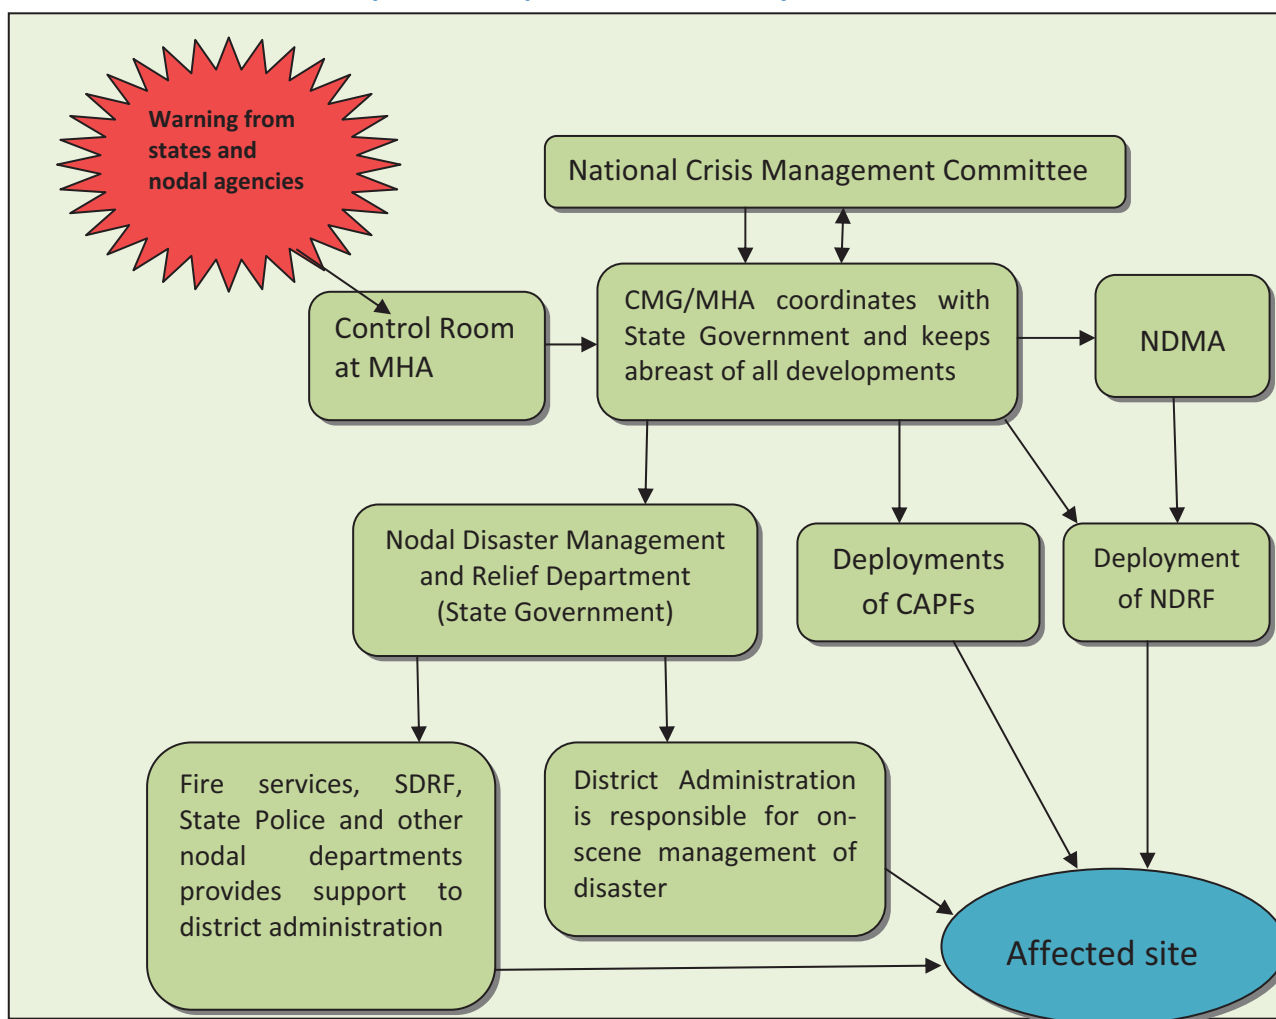 Warning from
states and
nodal agencies
National Crisis Management Committee
Control Room
at MHA
CMG/MHA coordinates with
State Government and keeps
abreast of all developments
NDMA
Nodal Disaster Management
and Relief Department
(State Government)
Deployments
of CAPFs
Deployment
of NDRF
Fire services, SDRF,
State Police and other
nodal departments
provides support to
district administration
District Administration
is responsible for on-
scene management of
disaster
Affected site